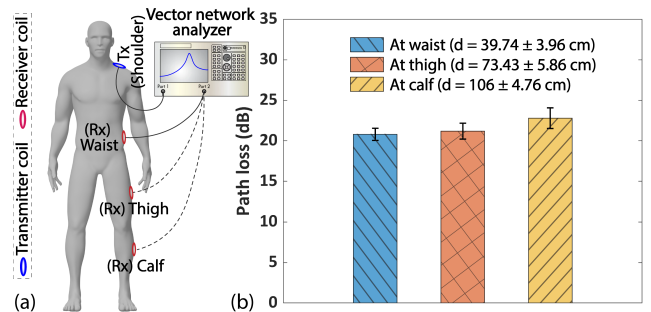 Vector network
analyzer
Tx
(Shoulder)
Port 1
Port 2
Receiver coil
Transmitter coil
(Rx)
Waist
(Rx) Thigh
(Rx) Calf
(a)
(b)
Path loss (dB)
35
30
25
20
15
10
5
0
At waist (d = 39.74 ± 3.96 cm)
At thigh (d = 73.43 ± 5.86 cm)
At calf (d = 106 ± 4.76 cm)